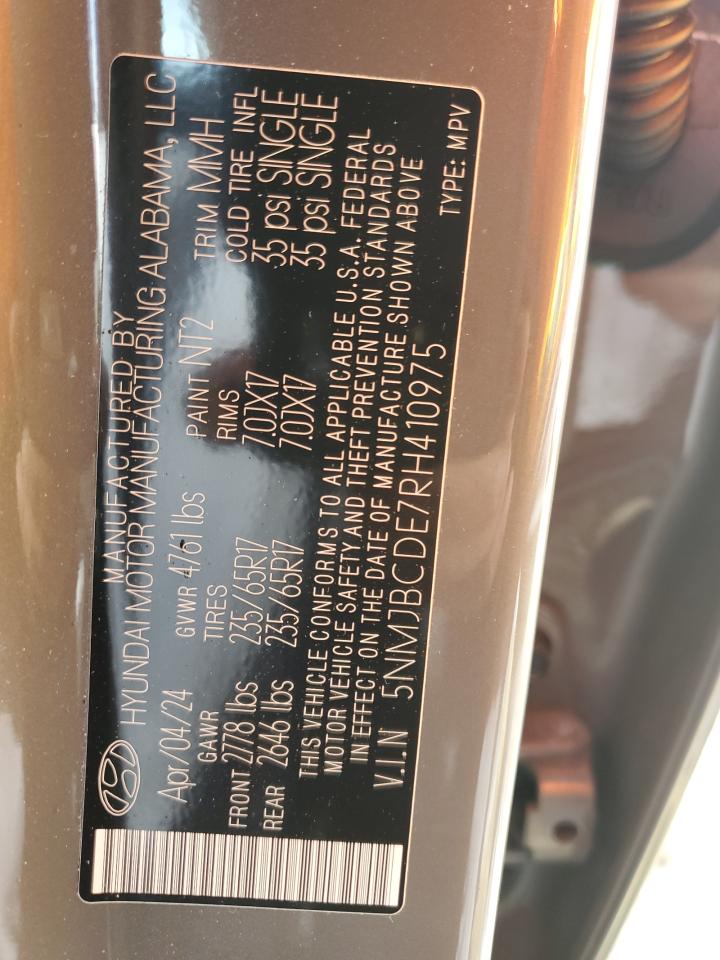 MANUFACTURED BY
HYUNDAI MOTOR MANUFACTURING ALABAMA, LLC
Apr/04/24 GVWR 4761 lbs PAINT NT2 TRIM MMH
GAWR TIRES RIMS COLD TIRE INFL
FRONT 2778 lbs 235/65R17 7.0JX17 35 psi SINGLE
REAR 2646 lbs 235/65R17 7.0JX17 35 psi SINGLE
THIS VEHICLE CONFORMS TO ALL APPLICABLE U.S.A. FEDERAL
MOTOR VEHICLE SAFETY AND THEFT PREVENTION STANDARDS
IN EFFECT ON THE DATE OF MANUFACTURE SHOWN ABOVE
V.I.N 5NMJBCDE7RH410975 TYPE: MPV